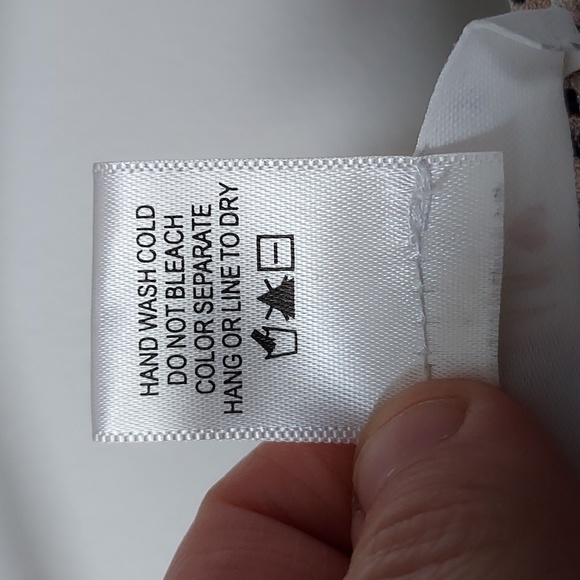 HAND WASH COLD
DO NOT BLEACH
COLOR SEPARATE
HANG OR LINE TO DRY